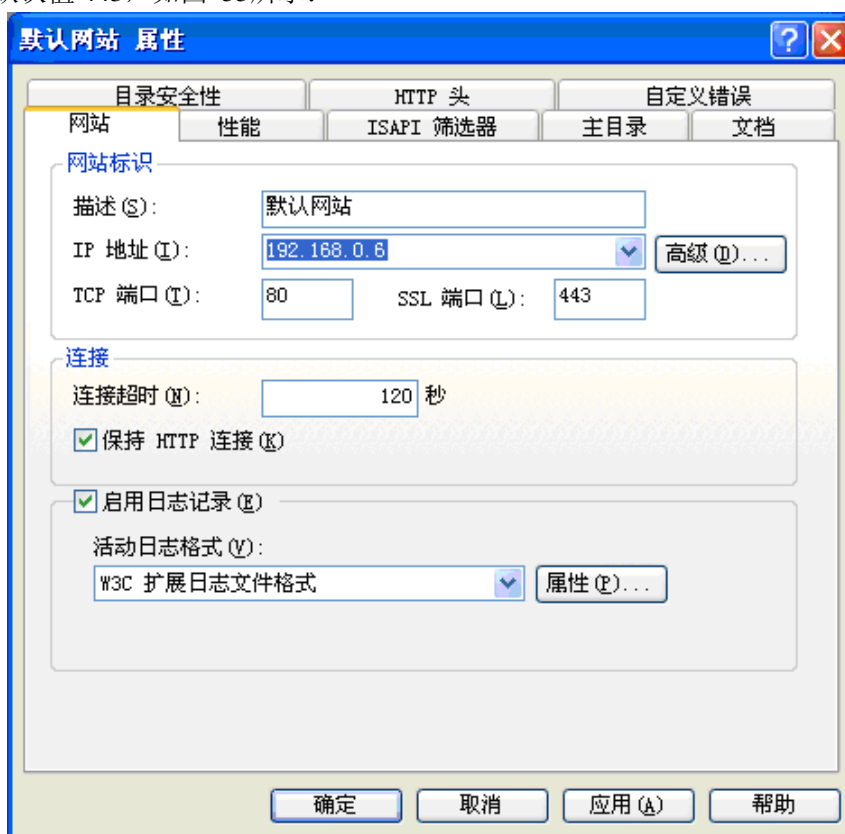 默认网站 属性
目录安全性 HTTP 头 自定义错误
网站 性能 ISAPI 筛选器 主目录 文档
网站标识
描述(S): 默认网站
IP 地址(I): 192.168.0.6 高级(D)...
TCP 端口(T): 80 SSL 端口(L): 443
连接
连接超时(N): 120 秒
保持 HTTP 连接(K)
启用日志记录(E)
活动日志格式(V):
W3C 扩展日志文件格式 属性(P)...
确定 取消 应用(A) 帮助